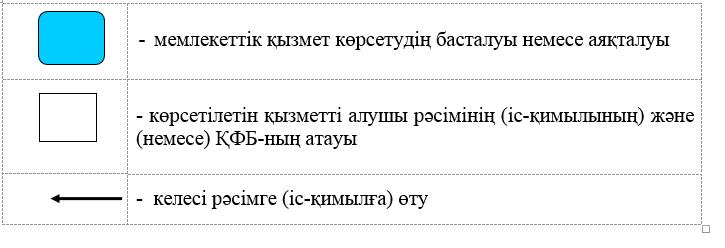 - мемлекеттік қызмет көрсетудің басталуы немесе аяқталуы
- көрсетілетін қызметті алушы рәсімінің (іс-қимылының) және
(немесе) ҚФБ-ның атауы
- келесі рәсімге (іс-қимылға) өту